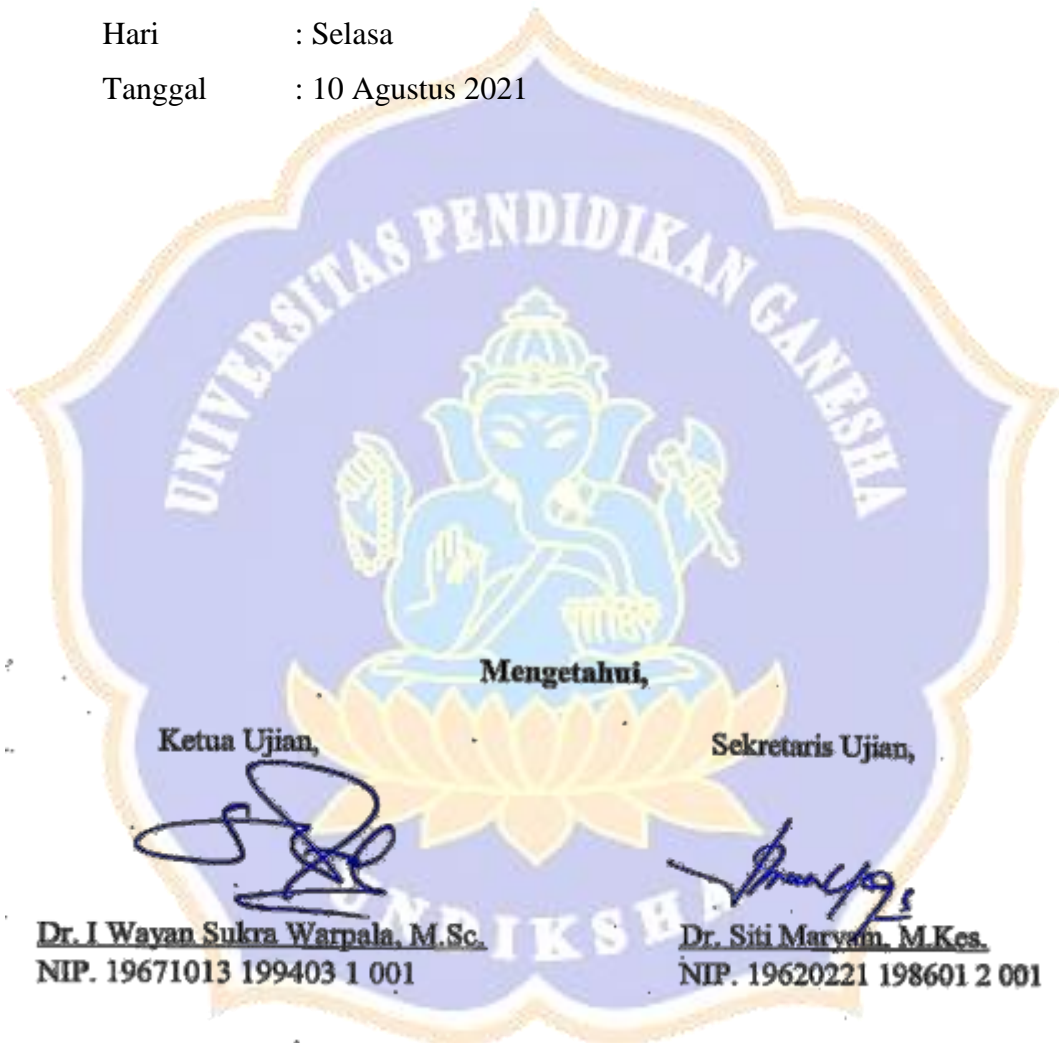 Hari : Selasa
Tanggal : 10 Agustus 2021
UNIVERSITAS PENDIDIKAN GANESHA
Mengetahui,
Ketua Ujian, Sekretaris Ujian,
UNDIKSHA
Dr. I Wayan Sukra Warpala, M.Sc. Dr. Siti Maryam, M.Kes.
NIP. 19671013 199403 1 001 NIP. 19620221 198601 2 001